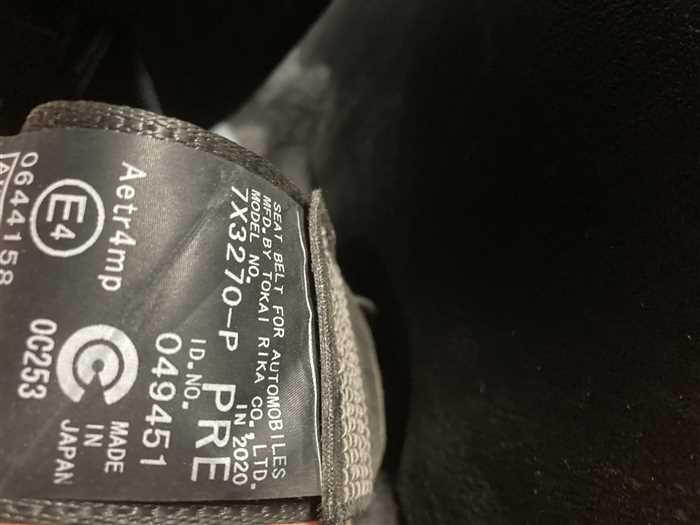 SEAT BELT FOR AUTOMOBILES
MFD. BY TOKAI RIKA CO., LTD.
MODEL NO. IN 2020
7X3270-P PRE
ID.NO.
049451
Aetr4mp
MADE
IN
JAPAN
E4
0C253
0644158